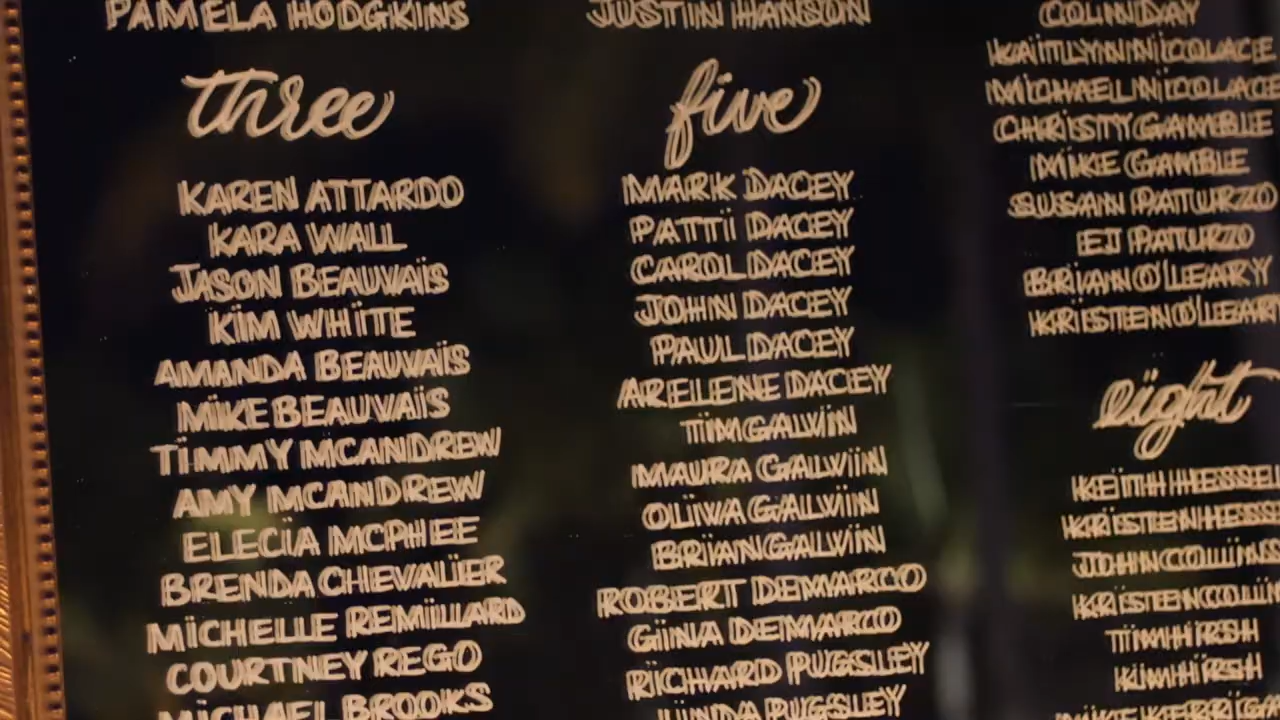 PAMELA HODGKINS
three
KAREN ATTARDO
KARA WALL
JASON BEAUVAIS
KIM WHITE
AMANDA BEAUVAIS
MIKE BEAUVAIS
TIMMY MCANDREW
AMY MCANDREW
ELECIA MCPHEE
BRENDA CHEVALIER
MICHELLE REMILLARD
COURTNEY REGO
MICHAEL BROOKS
JUSTIN HANSON
five
MARK DACEY
PATTI DACEY
CAROL DACEY
JOHN DACEY
PAUL DACEY
ARELENE DACEY
TIM GALVIN
MAURA GALVIN
OLIVIA GALVIN
BRIAN GALVIN
ROBERT DEMARCO
GINA DEMARCO
RICHARD PUGSLEY
LINDA PUGSLEY
COLIN DAY
KAITLYN NICOLACE
MICHAEL NICOLACE
CHRISTY GAMBLE
MIKE GAMBLE
SUSAN PATURZO
EJ PATURZO
BRIAN O'LEARY
KRISTEN O'LEAR
eight
KEITH HESSEL
KRISTEN HESS
JOHN COLLINS
KRISTEN COLLIN
TIM HIRSH
KIM HIRSH